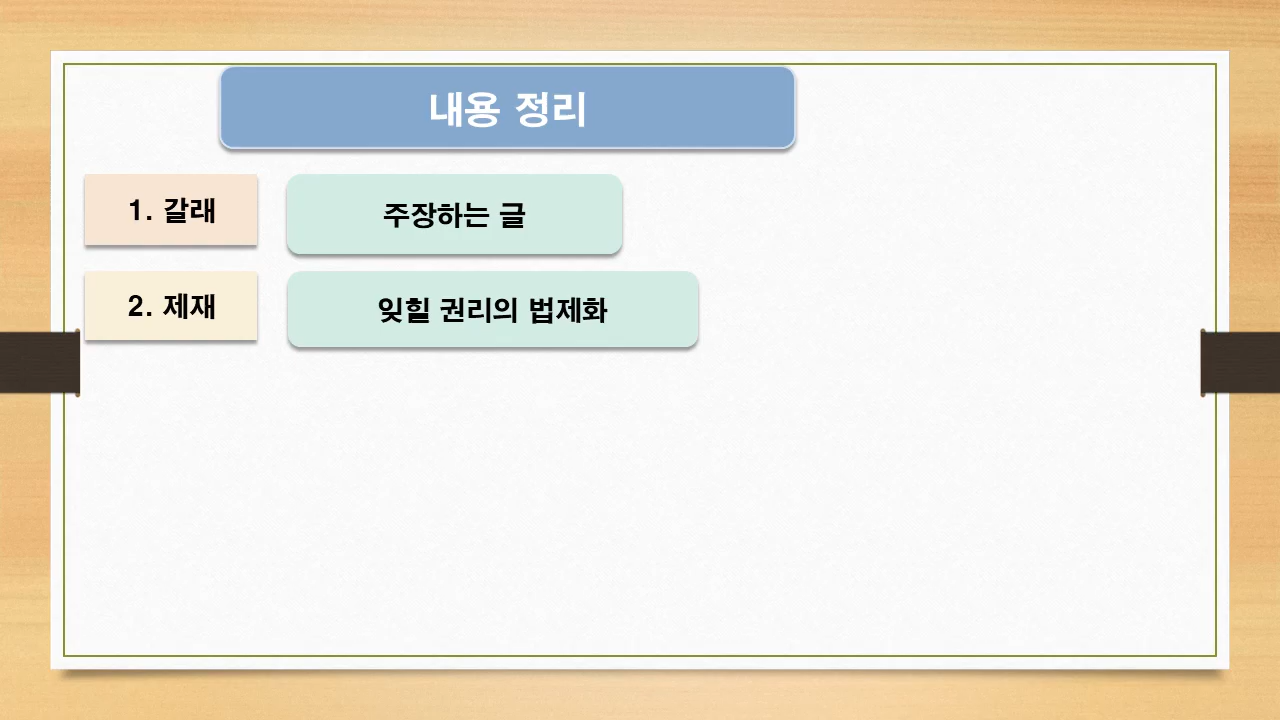 내용 정리
1. 갈래
주장하는 글
2. 제재
잊힐 권리의 법제화